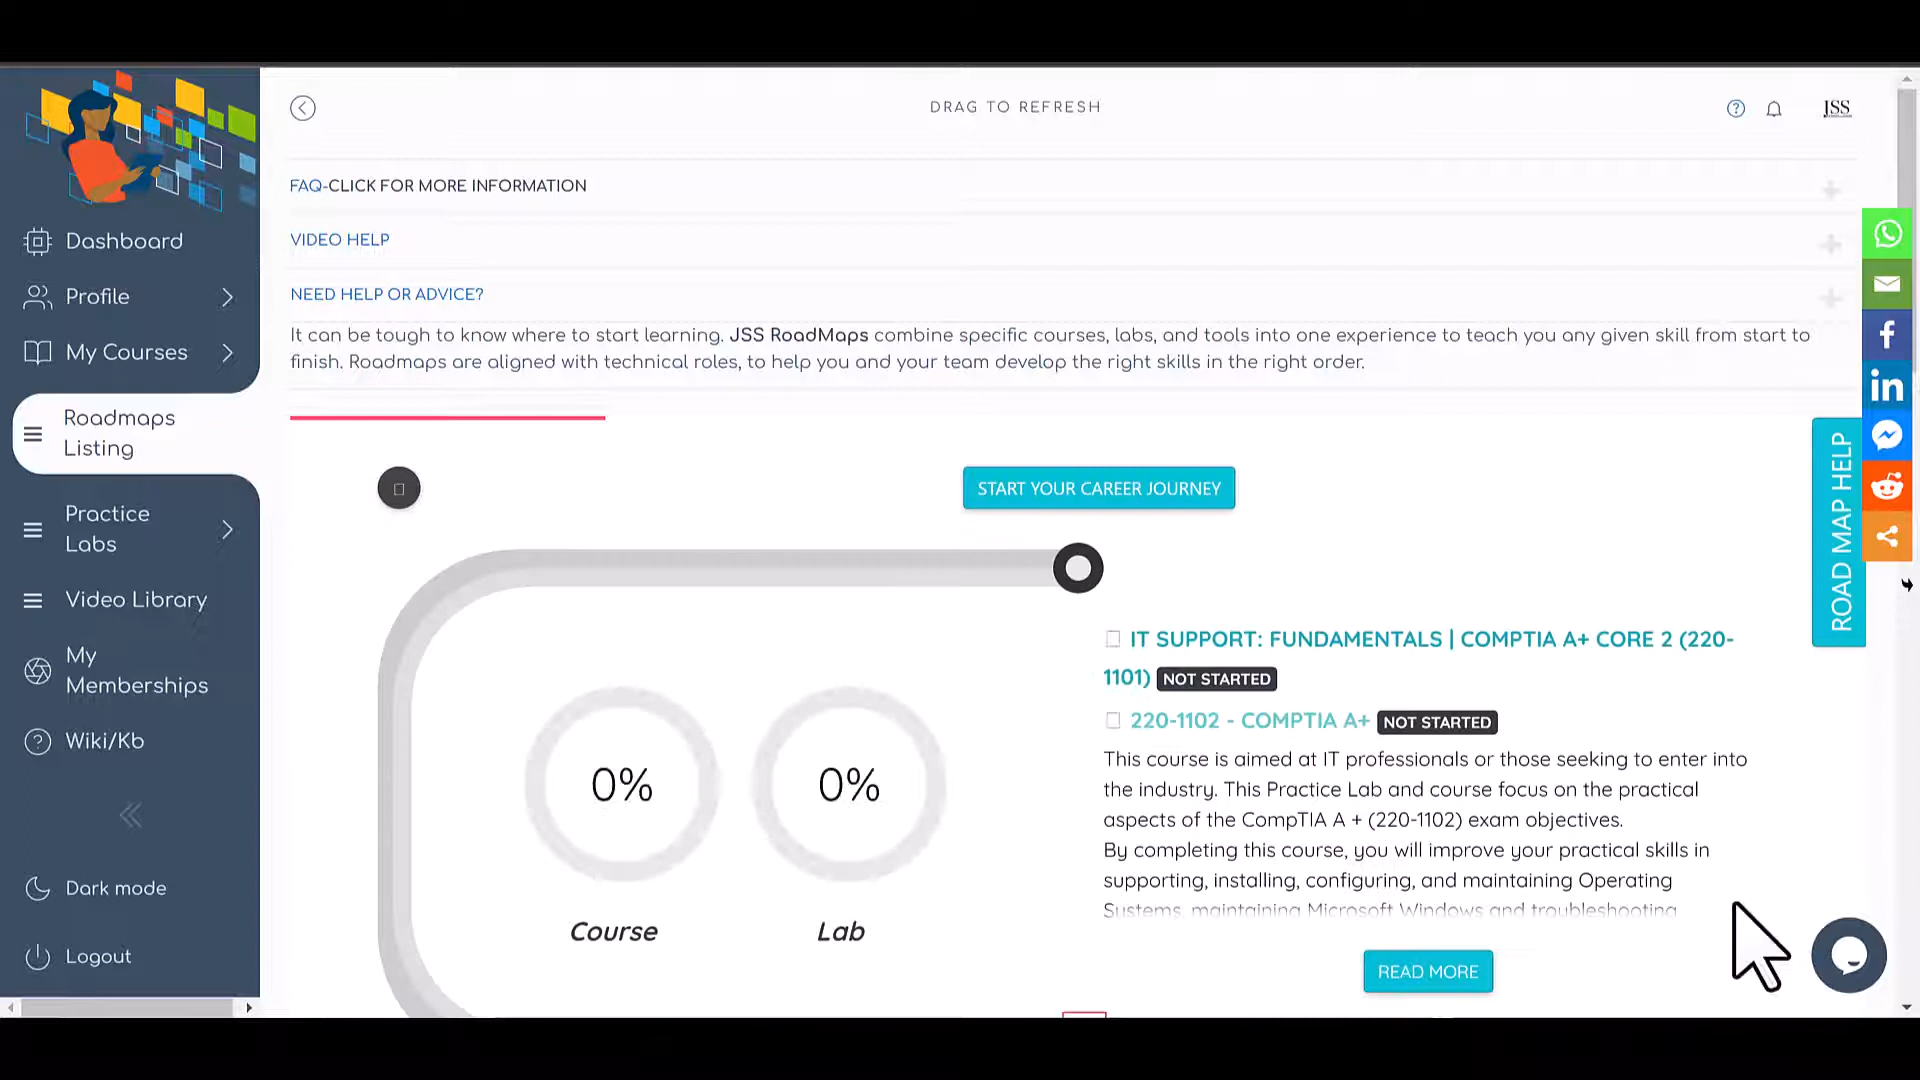 DRAG TO REFRESH
JSS
Dashboard
Profile
My Courses
Roadmaps
Listing
Practice
Labs
Video Library
My
Memberships
Wiki/Kb
Dark mode
Logout
FAQ-CLICK FOR MORE INFORMATION
VIDEO HELP
NEED HELP OR ADVICE?
It can be tough to know where to start learning. JSS RoadMaps combine specific courses, labs, and tools into one experience to teach you any given skill from start to
finish. Roadmaps are aligned with technical roles, to help you and your team develop the right skills in the right order.
START YOUR CAREER JOURNEY
ROAD MAP HELP
IT SUPPORT: FUNDAMENTALS | COMPTIA A+ CORE 2 (220-
1101) NOT STARTED
220-1102 - COMPTIA A+ NOT STARTED
This course is aimed at IT professionals or those seeking to enter into
the industry. This Practice Lab and course focus on the practical
aspects of the CompTIA A + (220-1102) exam objectives.
By completing this course, you will improve your practical skills in
supporting, installing, configuring, and maintaining Operating
Systems, maintaining Microsoft Windows and troubleshooting
0%
0%
Course
Lab
READ MORE